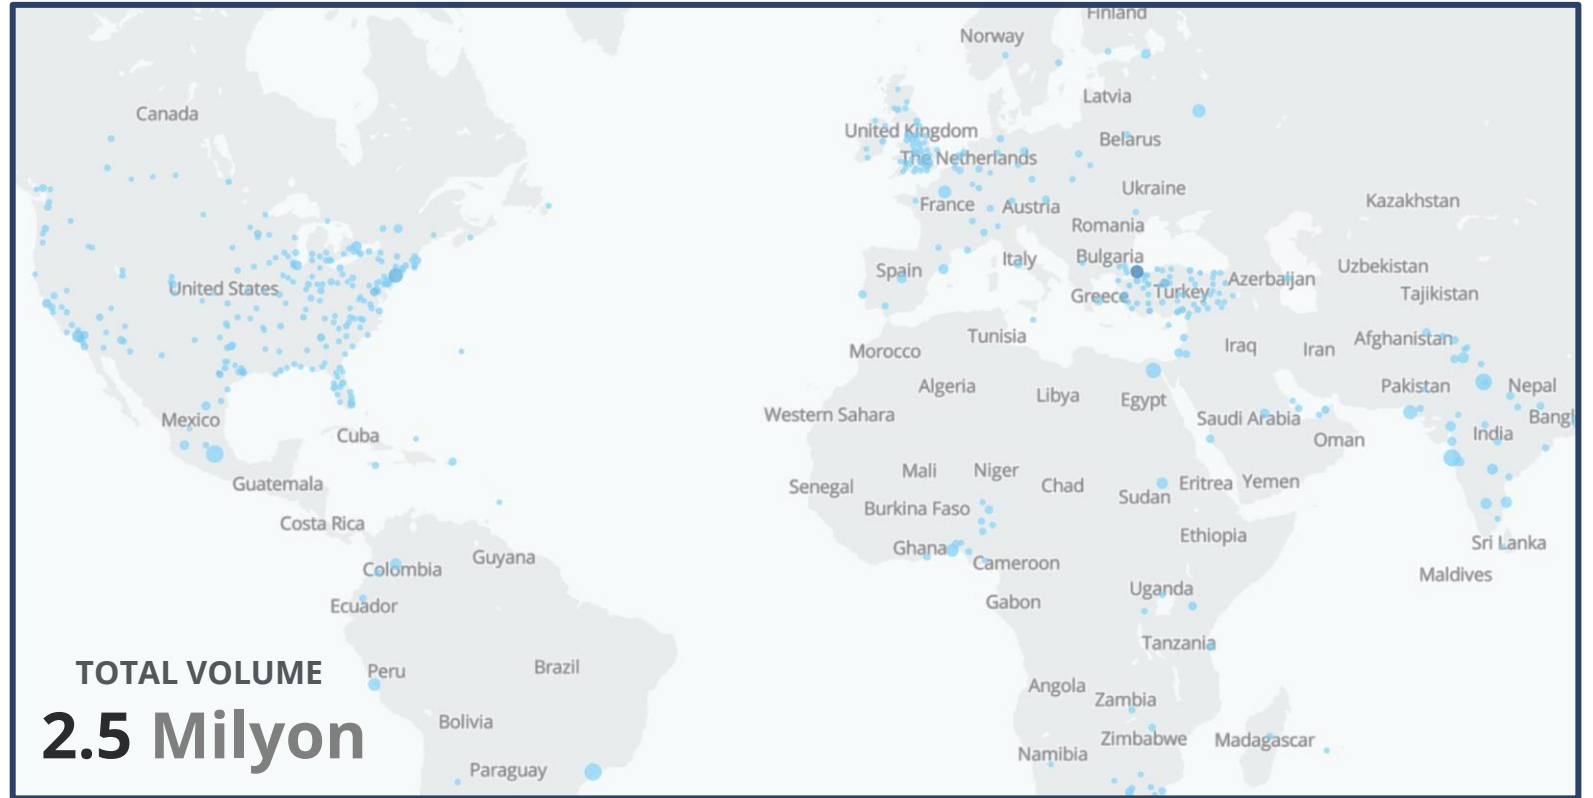 Finland
Norway
Latvia
Canada
United Kingdom
Belarus
The Netherlands
Ukraine
France
Austria
Kazakhstan
Romania
Bulgaria
Italy
Spain
Uzbekistan
Azerbaijan
United States
Greece
Turkey
Tajikistan
Tunisia
Afghanistan
Morocco
Iraq
Iran
Algeria
Pakistan
Nepal
Libya
Egypt
Western Sahara
Saudi Arabia
Bangl
Mexico
Cuba
India
Oman
Mali
Niger
Guatemala
Senegal
Chad
Sudan
Eritrea
Yemen
Burkina Faso
Costa Rica
Ethiopia
Ghana
Sri Lanka
Guyana
Colombia
Cameroon
Maldives
Uganda
Ecuador
Gabon
Tanzania
TOTAL VOLUME
Peru
Brazil
Angola
Zambia
2.5 Milyon
Bolivia
Zimbabwe
Madagascar
Namibia
Paraguay